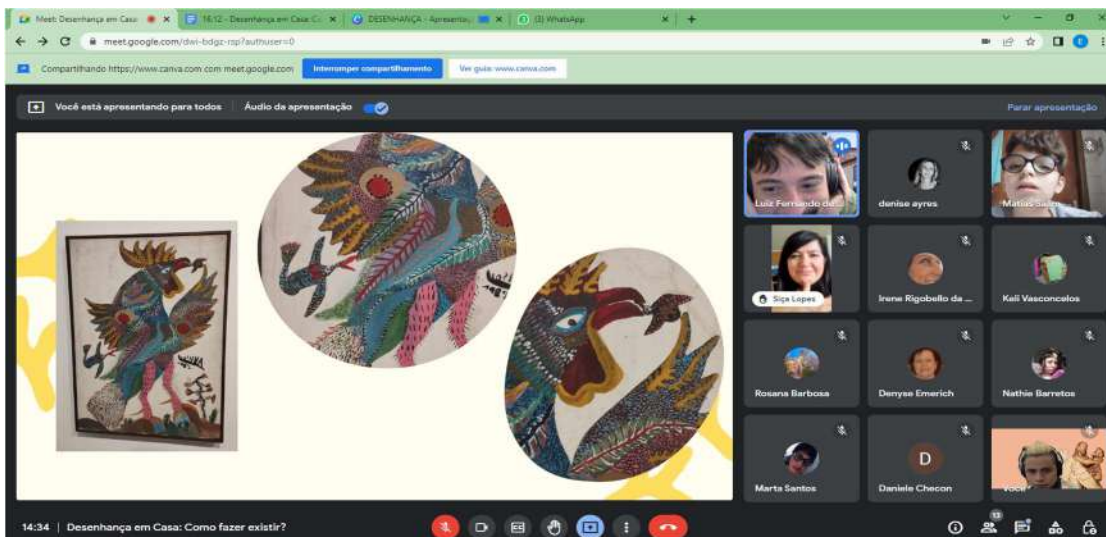 Meet: Desenhança em Casa:
16:12 - Desenhança em Casa: C
DESENHANÇA - Apresentaç
(3) WhatsApp
meet.google.com/dwi-bdgz-rsp?authuser=0
Compartilhando https://www.canva.com com meet.google.com
Interromper compartilhamento
Ver guia: www.canva.com
Você está apresentando para todos
Áudio da apresentação
Parar apresentação
Luiz Fernando de ...
denise ayres
Matias
Siça Lopes
Irene Rigobello da ...
Keli Vasconcelos
Rosana Barbosa
Denyse Emerich
Nathie Barretos
Marta Santos
D
Daniele Checon
Você
14:34 | Desenhança em Casa: Como fazer existir?
13